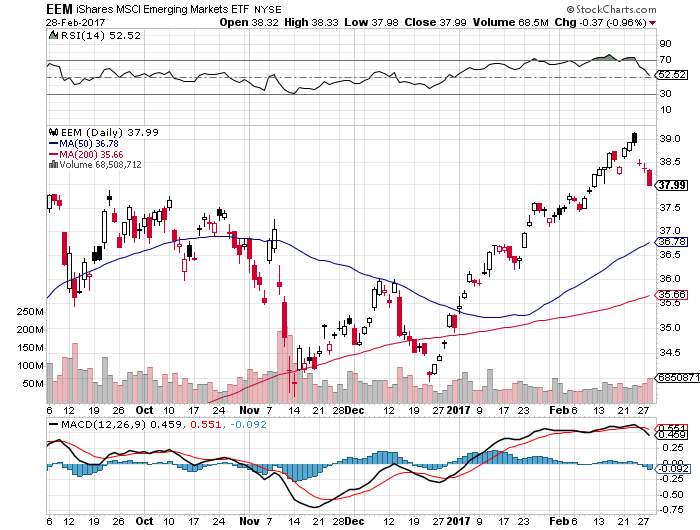 EEM iShares MSCI Emerging Markets ETF NYSE © StockCharts.com
28-Feb-2017 Open 38.32 High 38.33 Low 37.98 Close 37.99 Volume 68.5M Chg -0.37 (-0.96%)
RSI(14) 52.52
90
70
52.52
30
10
EEM (Daily) 37.99
MA(50) 36.78
MA(200) 35.66
Volume 68,508,712
39.0
38.5
37.99
37.5
37.0
36.78
36.5
36.0
35.66
35.0
34.5
6850871
250M
200M
150M
100M
50M
6 12 19 26 Oct 10 17 24 Nov 7 14 21 28 Dec 12 19 27 2017 9 17 23 Feb 6 13 21 27
MACD(12,26,9) 0.459, 0.551, -0.092
0.551
0.459
0.25
-0.092
-0.25
-0.50
-0.75
6 12 19 26 Oct 10 17 24 Nov 7 14 21 28 Dec 12 19 27 2017 9 17 23 Feb 6 13 21 27